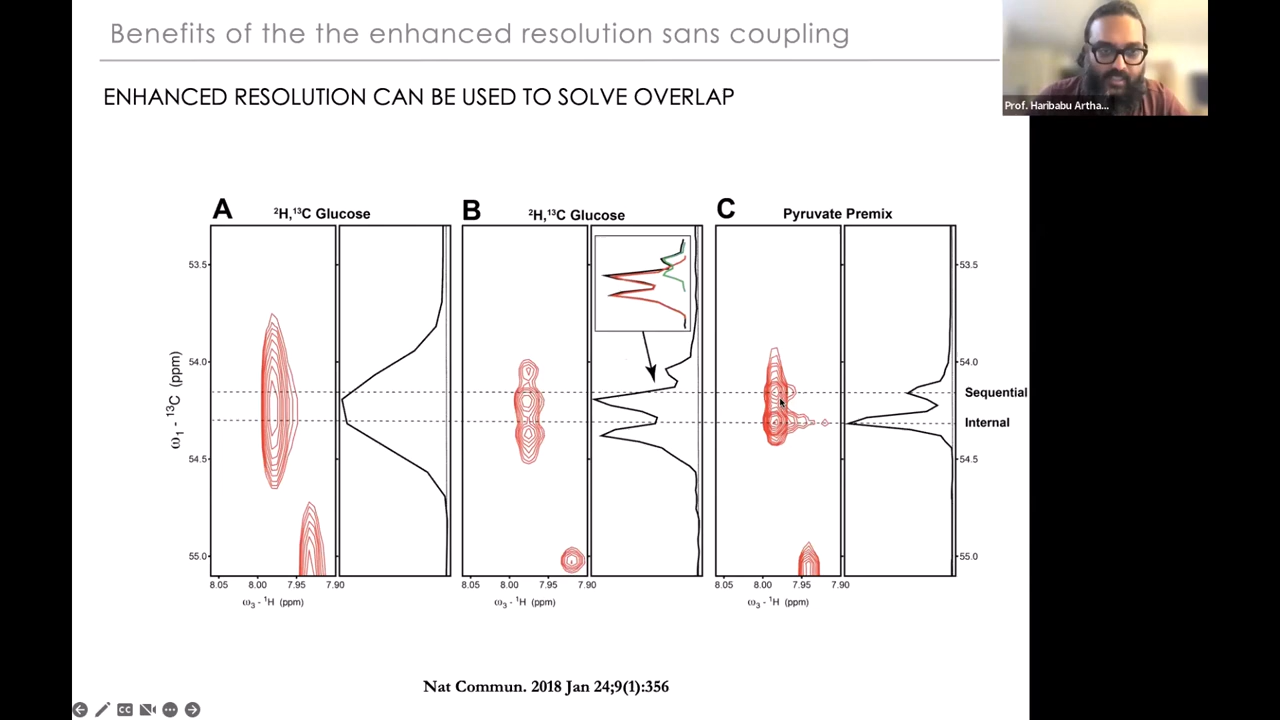 Benefits of the the enhanced resolution sans coupling
Prof. Haribabu Artha...
ENHANCED RESOLUTION CAN BE USED TO SOLVE OVERLAP
A ²H,¹³C Glucose
B ²H,¹³C Glucose
C Pyruvate Premix
ω₁ - ¹³C (ppm)
53.5
54.0
54.5
55.0
53.5
54.0
Sequential
Internal
54.5
55.0
8.05 8.00 7.95 7.90
8.05 8.00 7.95 7.90
8.05 8.00 7.95 7.90
ω₃ - ¹H (ppm)
ω₃ - ¹H (ppm)
ω₃ - ¹H (ppm)
Nat Commun. 2018 Jan 24;9(1):356
CC